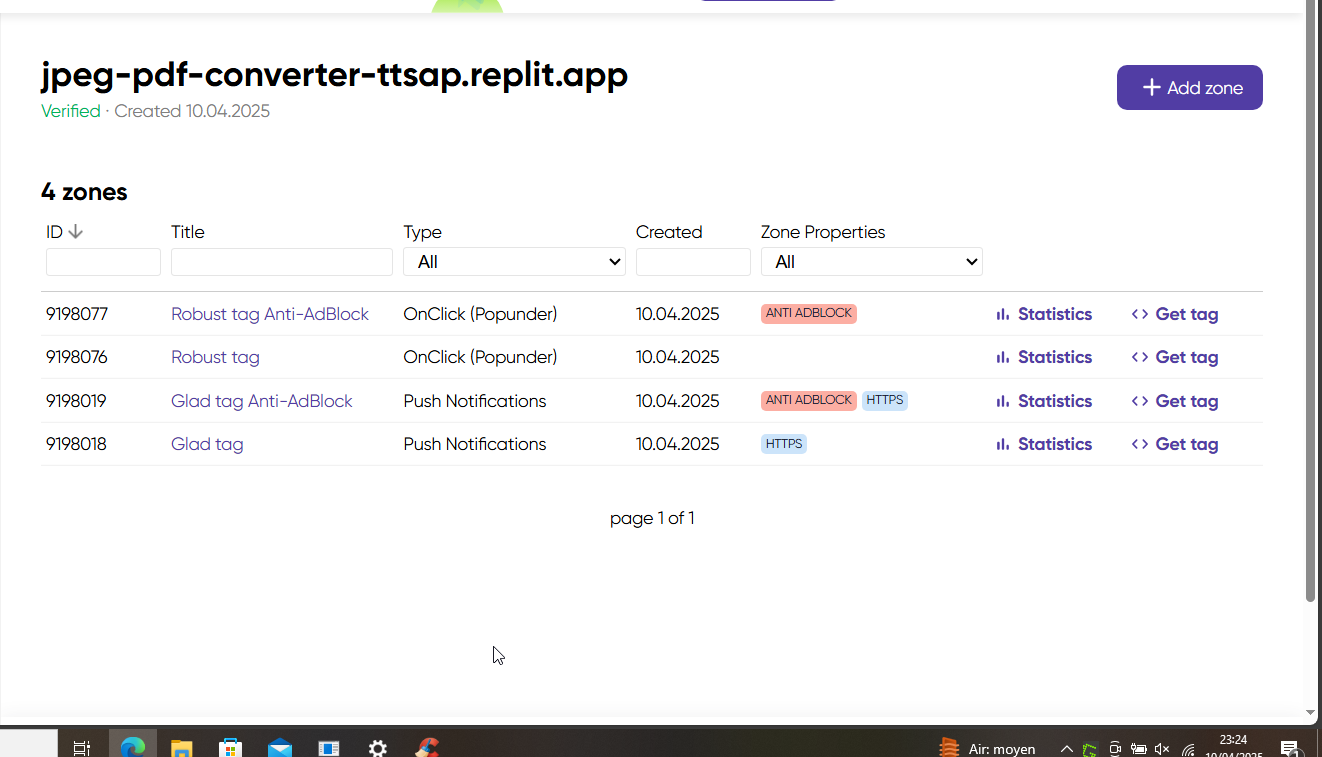 jpeg-pdf-converter-ttsap.replit.app
Verified · Created 10.04.2025
+ Add zone
4 zones
ID ↓ Title Type Created Zone Properties
All All
9198077 Robust tag Anti-AdBlock OnClick (Popunder) 10.04.2025 ANTI ADBLOCK Statistics <> Get tag
9198076 Robust tag OnClick (Popunder) 10.04.2025 Statistics <> Get tag
9198019 Glad tag Anti-AdBlock Push Notifications 10.04.2025 ANTI ADBLOCK HTTPS Statistics <> Get tag
9198018 Glad tag Push Notifications 10.04.2025 HTTPS Statistics <> Get tag
page 1 of 1
Air: moyen 23:24
10/04/2025 1